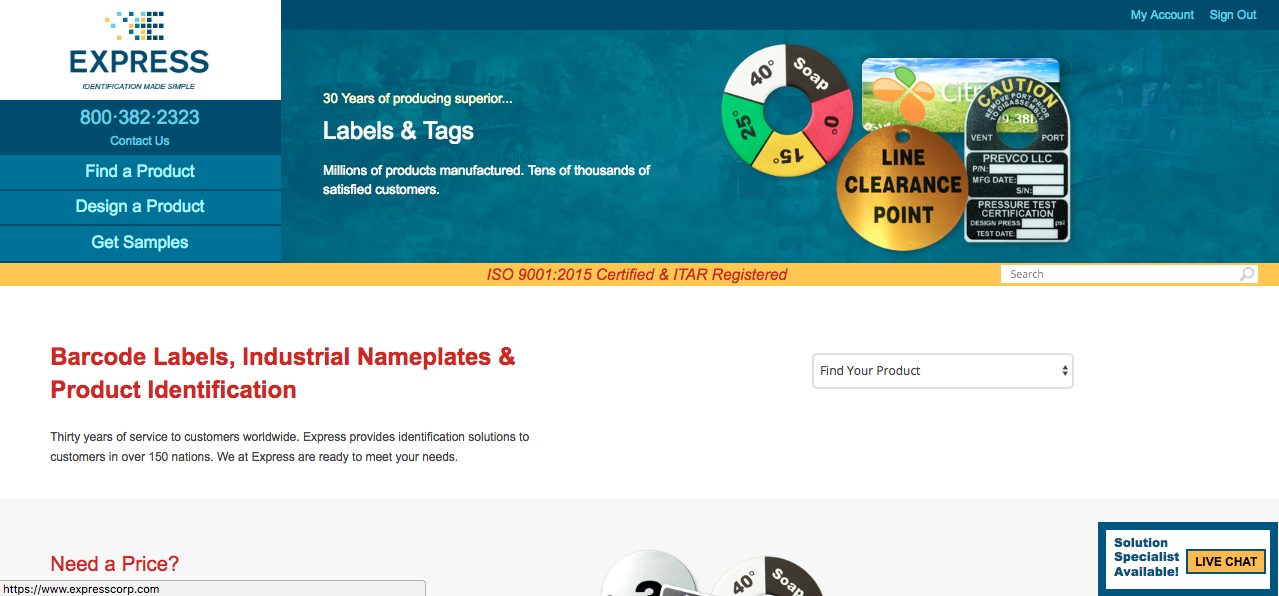 My Account Sign Out
EXPRESS
IDENTIFICATION MADE SIMPLE
800·382·2323
Contact Us
Find a Product
Design a Product
Get Samples
30 Years of producing superior...
Labels & Tags
Millions of products manufactured. Tens of thousands of
satisfied customers.
40°
Soap
0°
15°
25°
Citr
LINE
CLEARANCE
POINT
CAUTION
REMOVE PORT PRIOR
TO DISASSEMBLY
VENT PORT
PREVCO LLC
P/N:
MFG DATE:
S/N:
PRESSURE TEST
CERTIFICATION
DESIGN PRESS psi
TEST DATE:
ISO 9001:2015 Certified & ITAR Registered
Search
Barcode Labels, Industrial Nameplates &
Product Identification
Find Your Product
Thirty years of service to customers worldwide. Express provides identification solutions to
customers in over 150 nations. We at Express are ready to meet your needs.
Need a Price?
40°
Soap
Solution
Specialist
Available!
LIVE CHAT
https://www.expresscorp.com